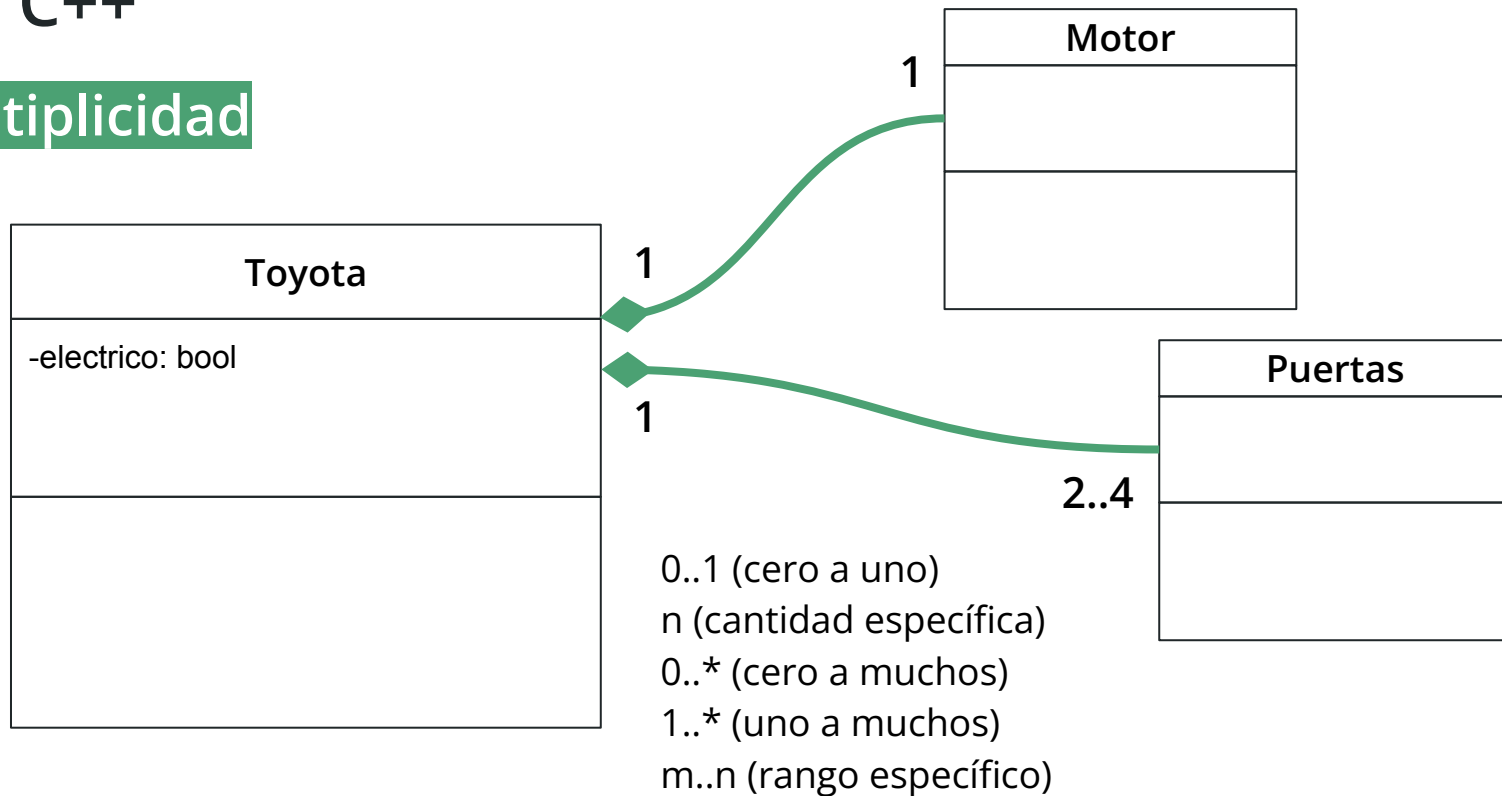 C++
tiplicidad
Motor
1
1
Toyota
-electrico: bool
Puertas
1
2..4
0..1 (cero a uno)
n (cantidad específica)
0..* (cero a muchos)
1..* (uno a muchos)
m..n (rango específico)